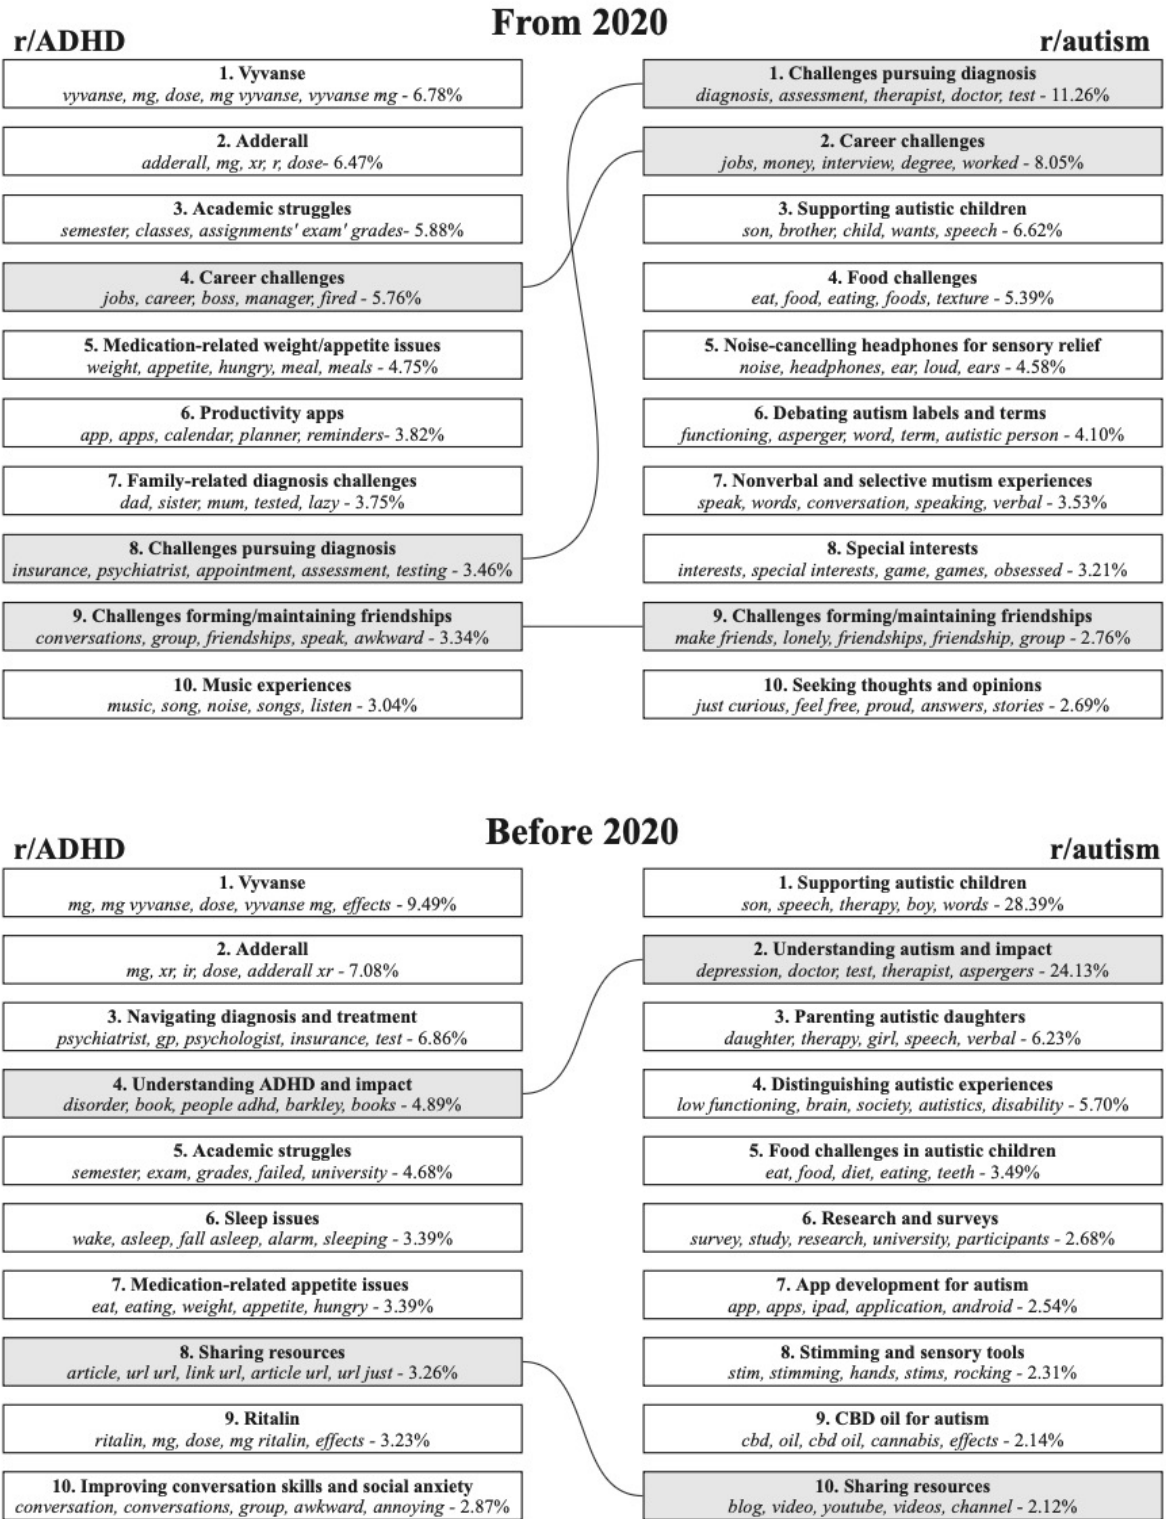 From 2020
r/ADHD
r/autism
1. Vyvanse
vyvanse, mg, dose, mg vyvanse, vyvanse mg - 6.78%
2. Adderall
adderall, mg, xr, r, dose- 6.47%
3. Academic struggles
semester, classes, assignments' exam' grades- 5.88%
4. Career challenges
jobs, career, boss, manager, fired - 5.76%
5. Medication-related weight/appetite issues
weight, appetite, hungry, meal, meals - 4.75%
6. Productivity apps
app, apps, calendar, planner, reminders- 3.82%
7. Family-related diagnosis challenges
dad, sister, mum, tested, lazy - 3.75%
8. Challenges pursuing diagnosis
insurance, psychiatrist, appointment, assessment, testing - 3.46%
9. Challenges forming/maintaining friendships
conversations, group, friendships, speak, awkward - 3.34%
10. Music experiences
music, song, noise, songs, listen - 3.04%
1. Challenges pursuing diagnosis
diagnosis, assessment, therapist, doctor, test - 11.26%
2. Career challenges
jobs, money, interview, degree, worked - 8.05%
3. Supporting autistic children
son, brother, child, wants, speech - 6.62%
4. Food challenges
eat, food, eating, foods, texture - 5.39%
5. Noise-cancelling headphones for sensory relief
noise, headphones, ear, loud, ears - 4.58%
6. Debating autism labels and terms
functioning, asperger, word, term, autistic person - 4.10%
7. Nonverbal and selective mutism experiences
speak, words, conversation, speaking, verbal - 3.53%
8. Special interests
interests, special interests, game, games, obsessed - 3.21%
9. Challenges forming/maintaining friendships
make friends, lonely, friendships, friendship, group - 2.76%
10. Seeking thoughts and opinions
just curious, feel free, proud, answers, stories - 2.69%
Before 2020
r/ADHD
r/autism
1. Vyvanse
mg, mg vyvanse, dose, vyvanse mg, effects - 9.49%
2. Adderall
mg, xr, ir, dose, adderall xr - 7.08%
3. Navigating diagnosis and treatment
psychiatrist, gp, psychologist, insurance, test - 6.86%
4. Understanding ADHD and impact
disorder, book, people adhd, barkley, books - 4.89%
5. Academic struggles
semester, exam, grades, failed, university - 4.68%
6. Sleep issues
wake, asleep, fall asleep, alarm, sleeping - 3.39%
7. Medication-related appetite issues
eat, eating, weight, appetite, hungry - 3.39%
8. Sharing resources
article, url url, link url, article url, url just - 3.26%
9. Ritalin
ritalin, mg, dose, mg ritalin, effects - 3.23%
10. Improving conversation skills and social anxiety
conversation, conversations, group, awkward, annoying - 2.87%
1. Supporting autistic children
son, speech, therapy, boy, words - 28.39%
2. Understanding autism and impact
depression, doctor, test, therapist, aspergers - 24.13%
3. Parenting autistic daughters
daughter, therapy, girl, speech, verbal - 6.23%
4. Distinguishing autistic experiences
low functioning, brain, society, autistics, disability - 5.70%
5. Food challenges in autistic children
eat, food, diet, eating, teeth - 3.49%
6. Research and surveys
survey, study, research, university, participants - 2.68%
7. App development for autism
app, apps, ipad, application, android - 2.54%
8. Stimming and sensory tools
stim, stimming, hands, stims, rocking - 2.31%
9. CBD oil for autism
cbd, oil, cbd oil, cannabis, effects - 2.14%
10. Sharing resources
blog, video, youtube, videos, channel - 2.12%